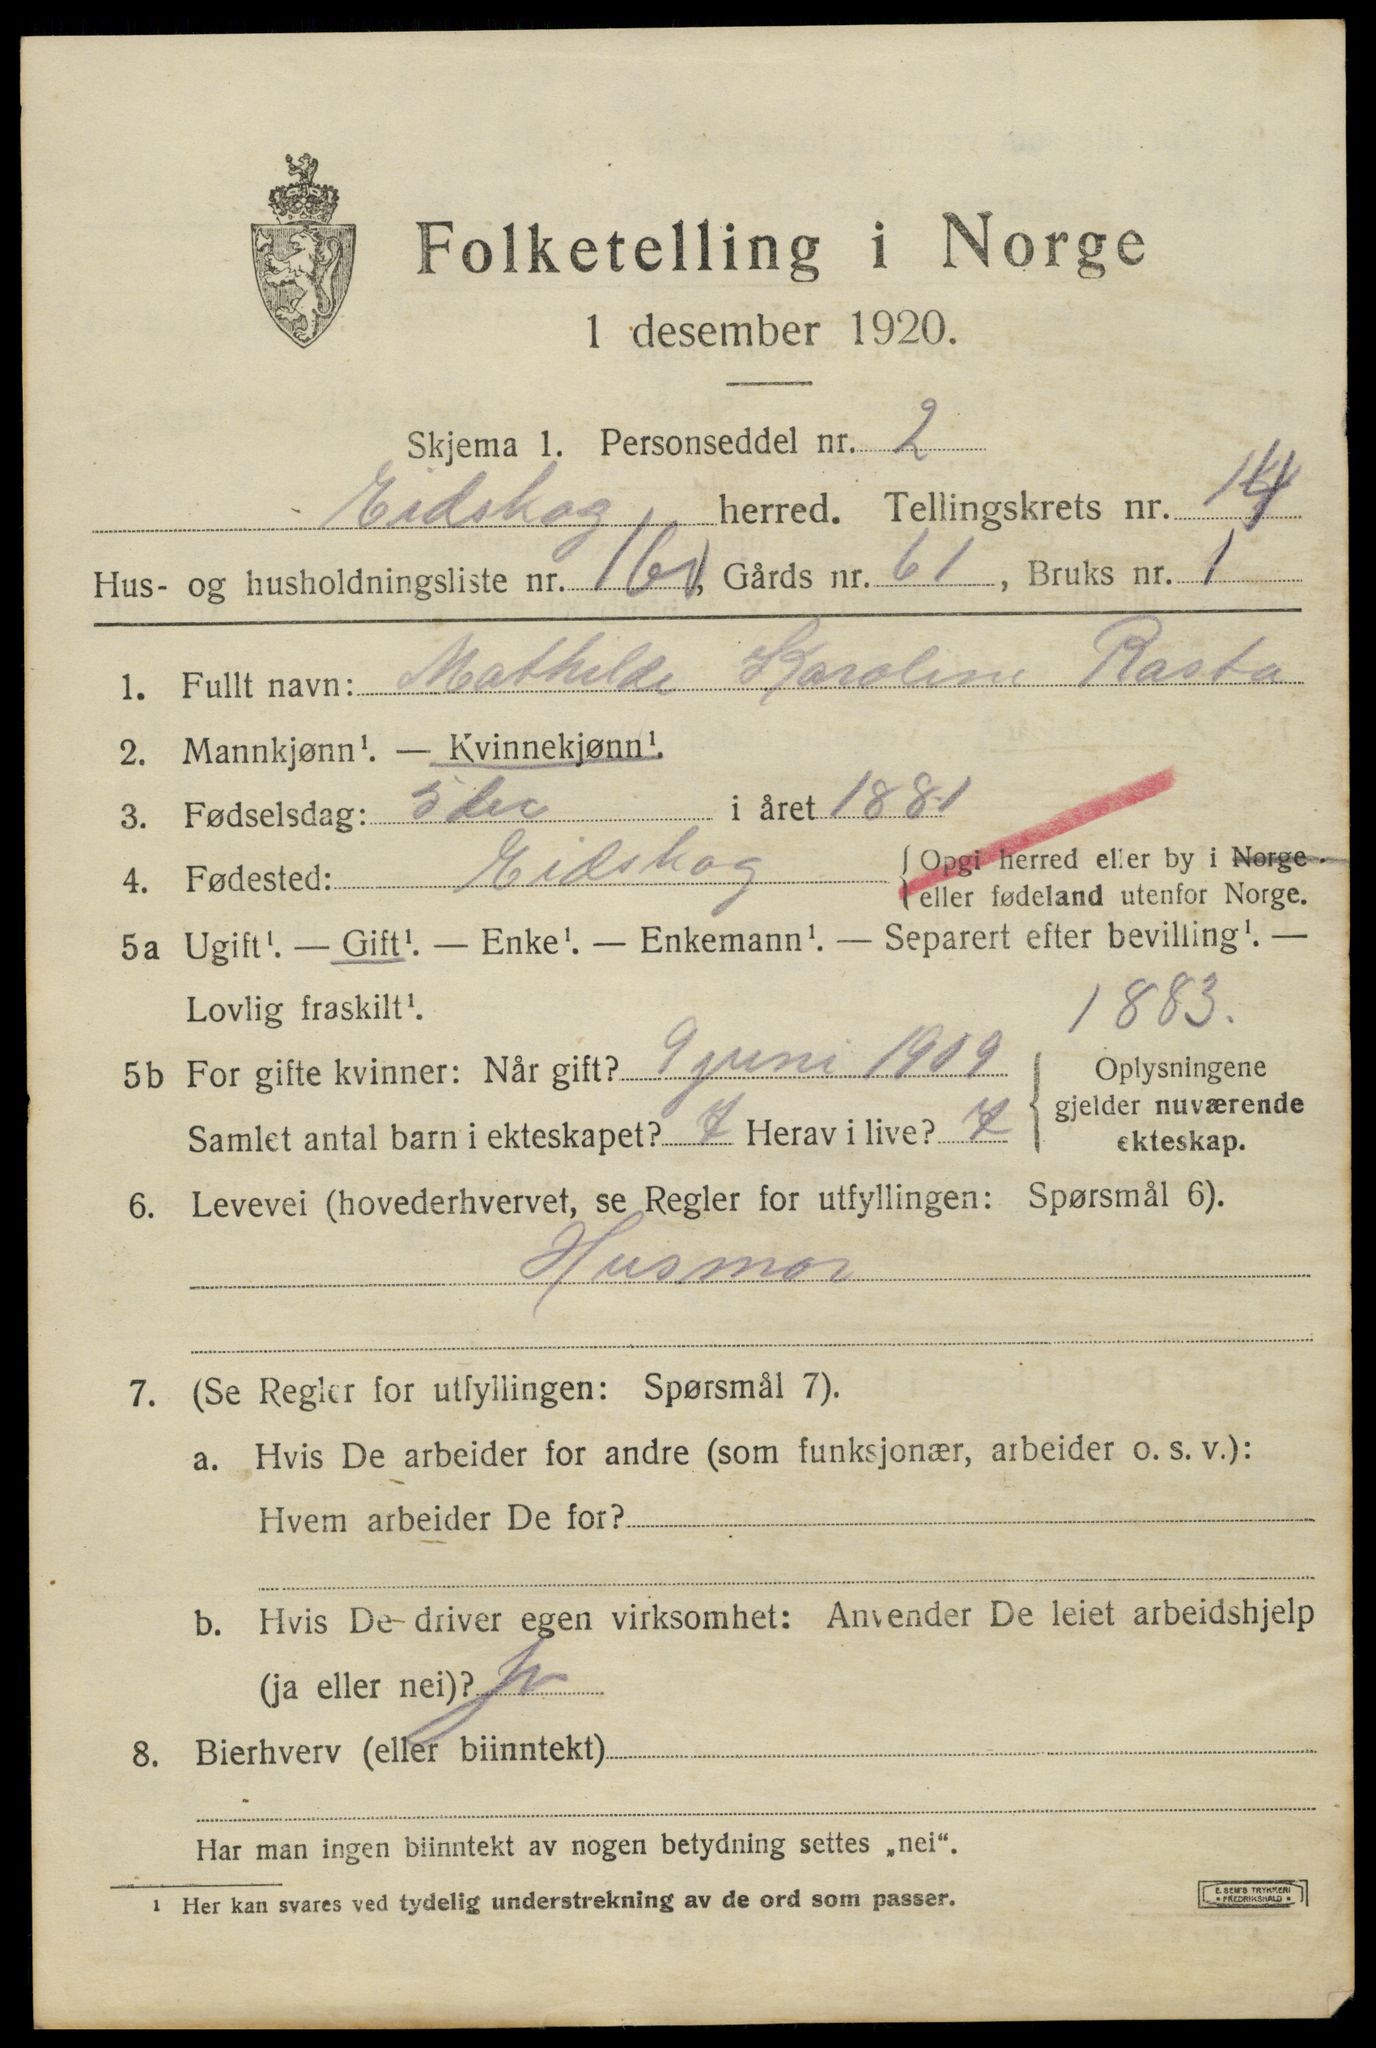 Folketelling i Norge
1 desember 1920.
Skjema 1. Personseddel nr. 2
Eidskog herred. Tellingskrets nr. 14
Hus- og husholdningsliste nr. 16, Gårds nr. 61, Bruks nr. 1
1. Fullt navn: Mathilde Karoline Rasta
2. Mannkjønn¹. — Kvinnekjønn¹.
3. Fødselsdag: 5 dec i året 1881
4. Fødested: Eidskog { Opgi herred eller by i Norge
eller fødeland utenfor Norge.
5a Ugift¹. — Gift¹. — Enke¹. — Enkemann¹. — Separert efter bevilling¹. —
Lovlig fraskilt¹. 1883.
5b For gifte kvinner: Når gift? 9 juni 1909
Samlet antal barn i ekteskapet? 7 Herav i live? 7
Oplysningene
gjelder nuværende
ekteskap.
6. Levevei (hovederhvervet, se Regler for utfyllingen: Spørsmål 6).
Husmor
7. (Se Regler for utfyllingen: Spørsmål 7).
a. Hvis De arbeider for andre (som funksjonær, arbeider o. s. v.):
Hvem arbeider De for?
b. Hvis De driver egen virksomhet: Anvender De leiet arbeidshjelp
(ja eller nei)? ja
8. Bierhverv (eller biinntekt)
Har man ingen biinntekt av nogen betydning settes „nei“.
¹ Her kan svares ved tydelig understrekning av de ord som passer.
E. SEM'S TRYKKERI
FREDRIKSHALD